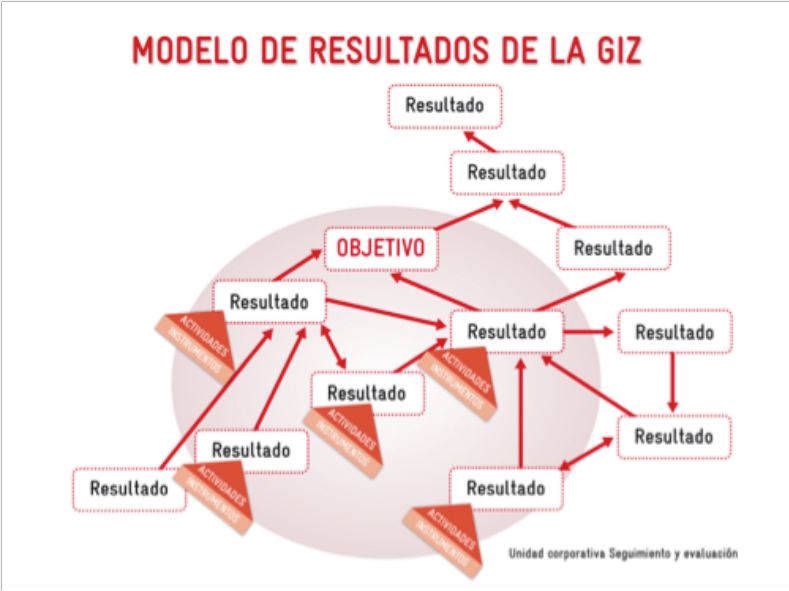 MODELO DE RESULTADOS DE LA GIZ
Resultado
Resultado
OBJETIVO
Resultado
Resultado
ACTIVIDADES
INSTRUMENTOS
Resultado
Resultado
ACTIVIDADES
INSTRUMENTOS
Resultado
ACTIVIDADES
INSTRUMENTOS
Resultado
Resultado
ACTIVIDADES
INSTRUMENTOS
Resultado
Resultado
ACTIVIDADES
INSTRUMENTOS
Unidad corporativa Seguimiento y evaluación